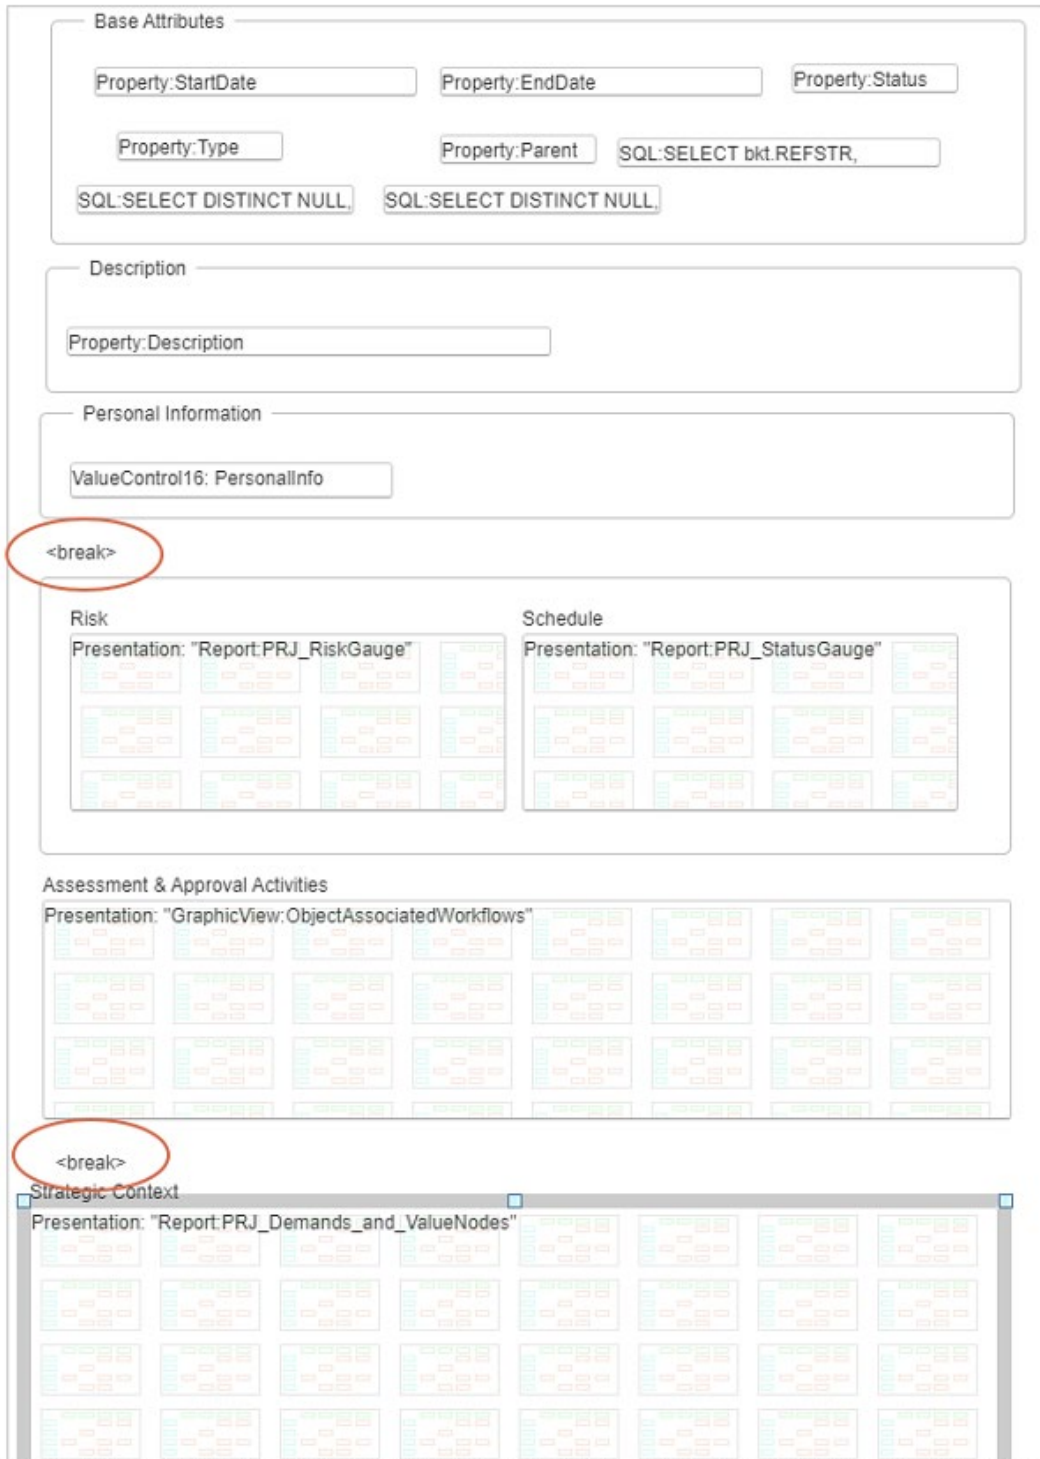 Base Attributes
Property:StartDate
Property:EndDate
Property:Status
Property:Type
Property:Parent
SQL:SELECT bkt.REFSTR,
SQL:SELECT DISTINCT NULL,
SQL:SELECT DISTINCT NULL,
Description
Property:Description
Personal Information
ValueControl16: PersonalInfo
<break>
Risk
Schedule
Presentation: "Report:PRJ_RiskGauge"
Presentation: "Report:PRJ_StatusGauge"
Assessment & Approval Activities
Presentation: "GraphicView:ObjectAssociatedWorkflows"
<break>
Strategic Context
Presentation: "Report:PRJ_Demands_and_ValueNodes"